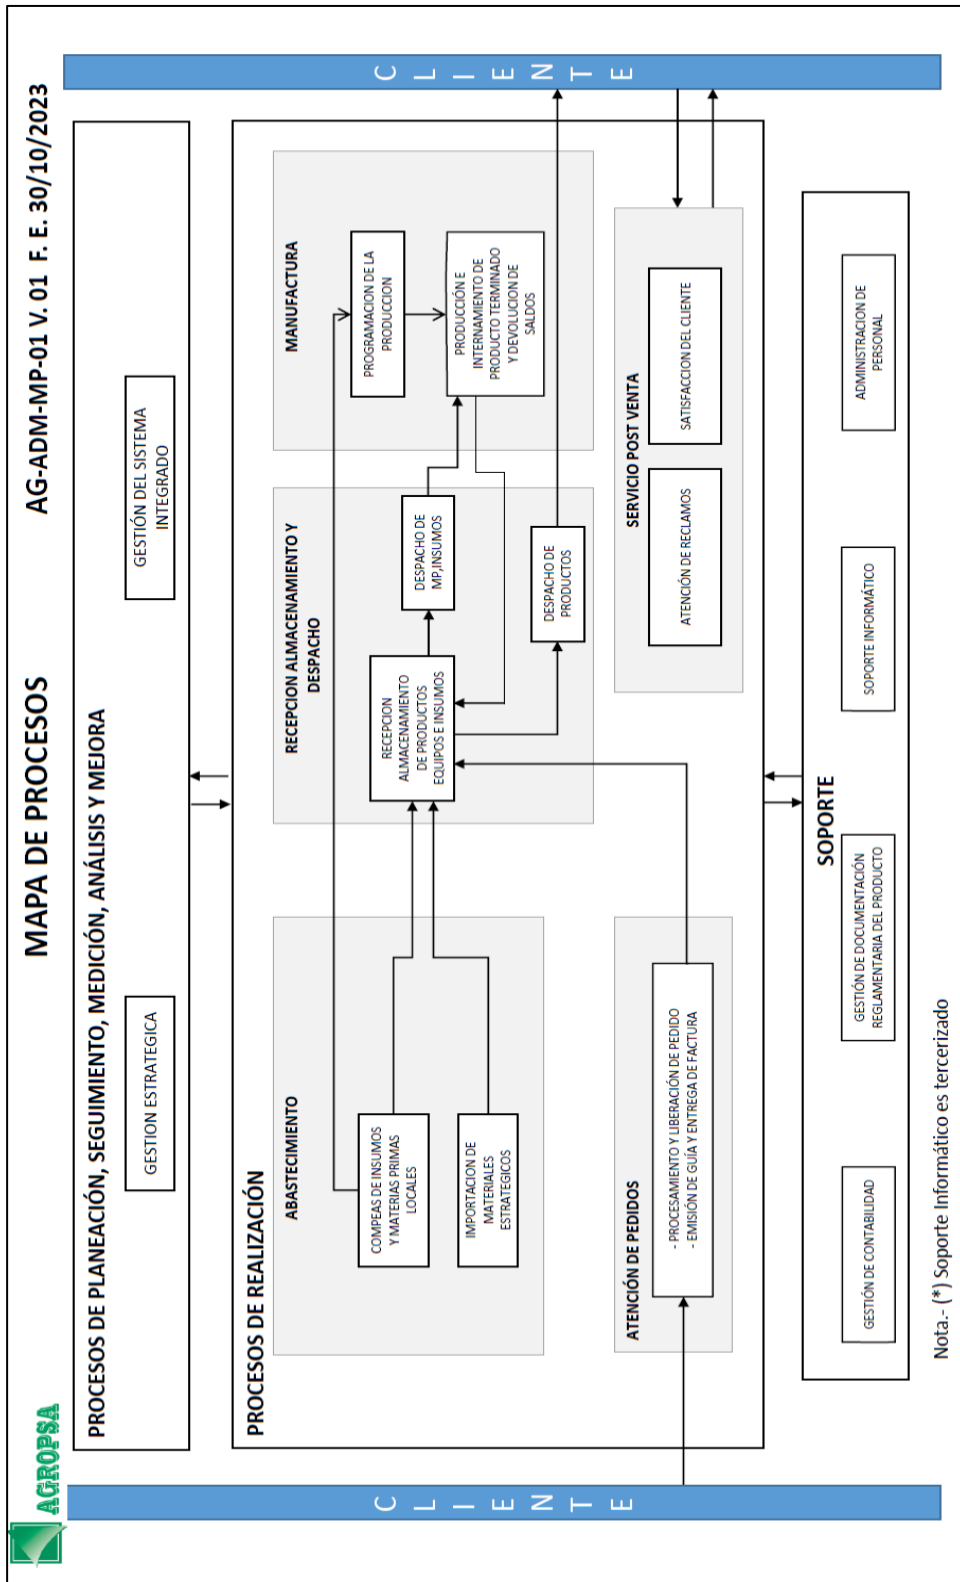 AGROPSA
MAPA DE PROCESOS
AG-ADM-MP-01 V. 01 F. E. 30/10/2023
CLIENTE
PROCESOS DE PLANEACIÓN, SEGUIMIENTO, MEDICIÓN, ANÁLISIS Y MEJORA
GESTION ESTRATEGICA
GESTIÓN DEL SISTEMA
INTEGRADO
PROCESOS DE REALIZACIÓN
ABASTECIMIENTO
COMPEAS DE INSUMOS
Y MATERIAS PRIMAS
LOCALES
IMPORTACION DE
MATERIALES
ESTRATEGICOS
RECEPCION ALMACENAMIENTO Y
DESPACHO
RECEPCION
ALMACENAMIENTO
DE PRODUCTOS
EQUIPOS E INSUMOS
DESPACHO DE
MP,INSUMOS
DESPACHO DE
PRODUCTOS
MANUFACTURA
PROGRAMACION DE LA
PRODUCCION
PRODUCCIÓN E
INTERNAMIENTO DE
PRODUCTO TERMINADO
Y DEVOLUCION DE
SALDOS
ATENCIÓN DE PEDIDOS
- PROCESAMIENTO Y LIBERACIÓN DE PEDIDO
- EMISIÓN DE GUÍA Y ENTREGA DE FACTURA
SERVICIO POST VENTA
ATENCIÓN DE RECLAMOS
SATISFACCION DEL CLIENTE
CLIENTE
SOPORTE
GESTIÓN DE CONTABILIDAD
GESTIÓN DE DOCUMENTACIÓN
REGLAMENTARIA DEL PRODUCTO
SOPORTE INFORMÁTICO
ADMINISTRACION DE
PERSONAL
Nota.- (*) Soporte Informático es tercerizado